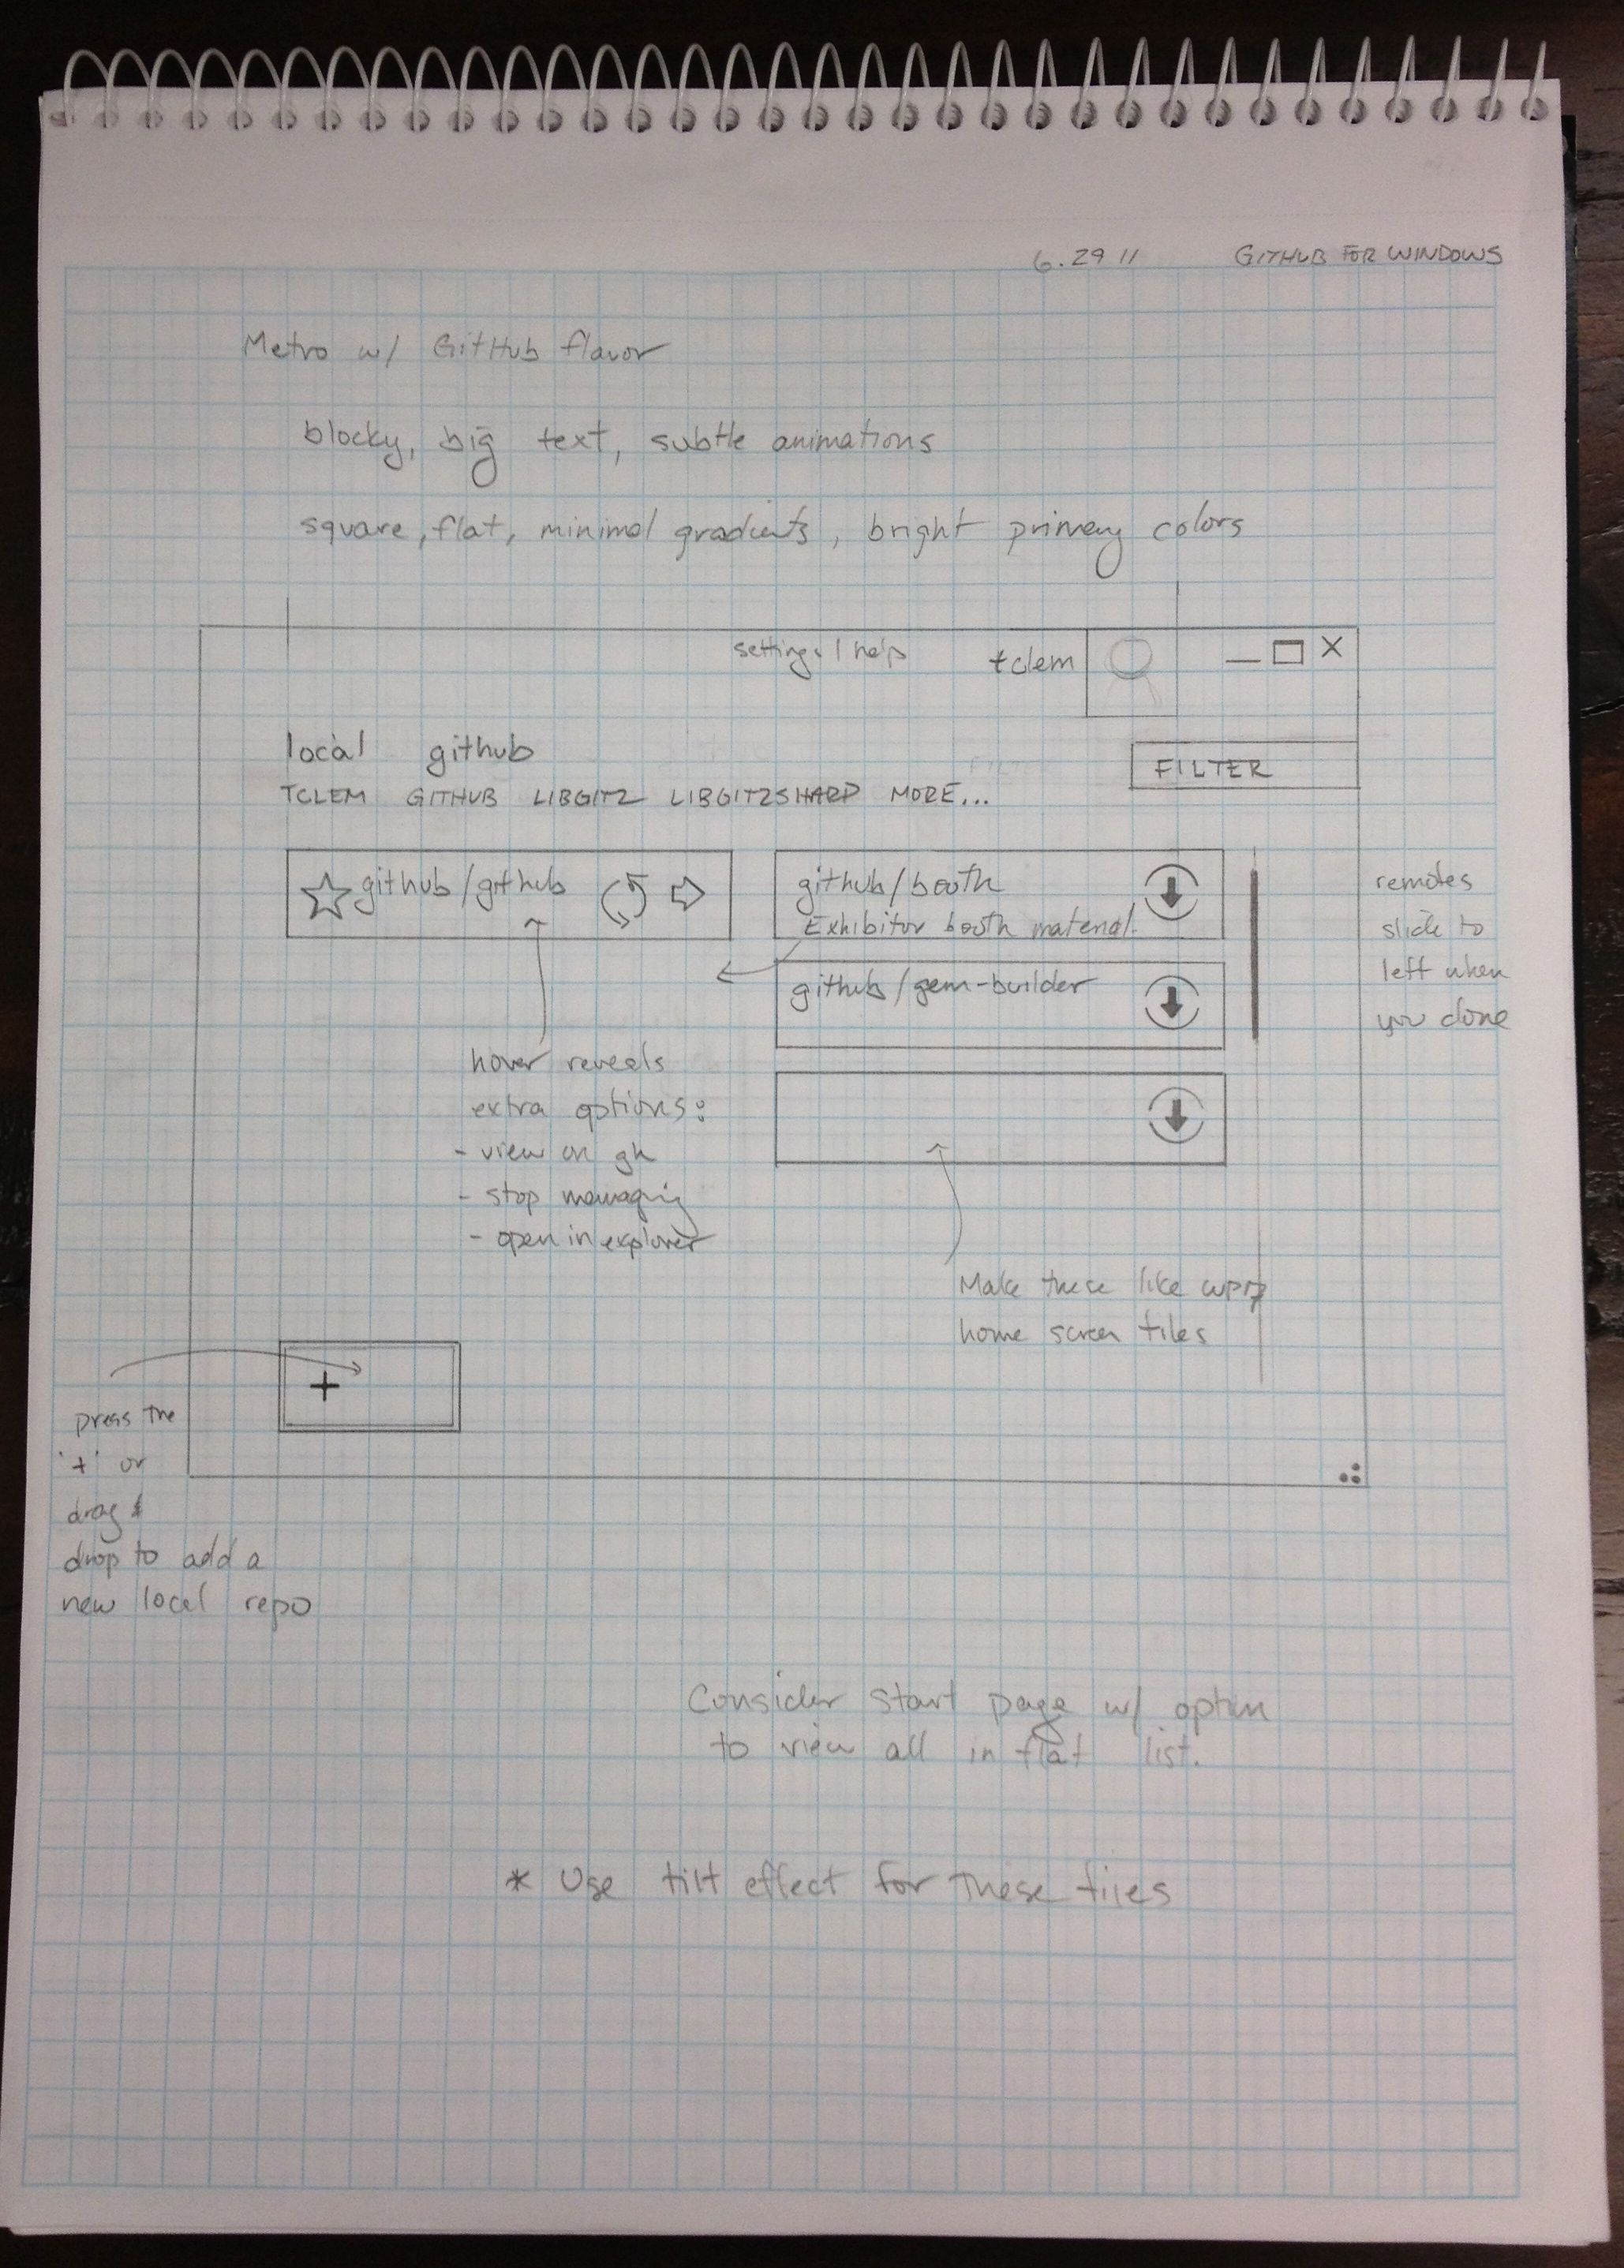 6.29 11 GITHUB FOR WINDOWS
Metro w/ GitHub flavor
blocky, big text, subtle animations
square, flat, minimal gradients, bright primary colors
settings | help
tclem
local github
FILTER
TCLEM GITHUB LIBGIT2 LIBGIT2SHARP MORE...
github/github
github/booth
Exhibitor booth material.
github/gem-builder
remotes
slide to
left when
you clone
hover reveals
extra options:
- view on gh
- stop managing
- open in explorer
Make these like WP7
home screen tiles
+
press the
'+' or
drag &
drop to add a
new local repo
Consider start page w/ option
to view all in flat list.
* Use tilt effect for these tiles